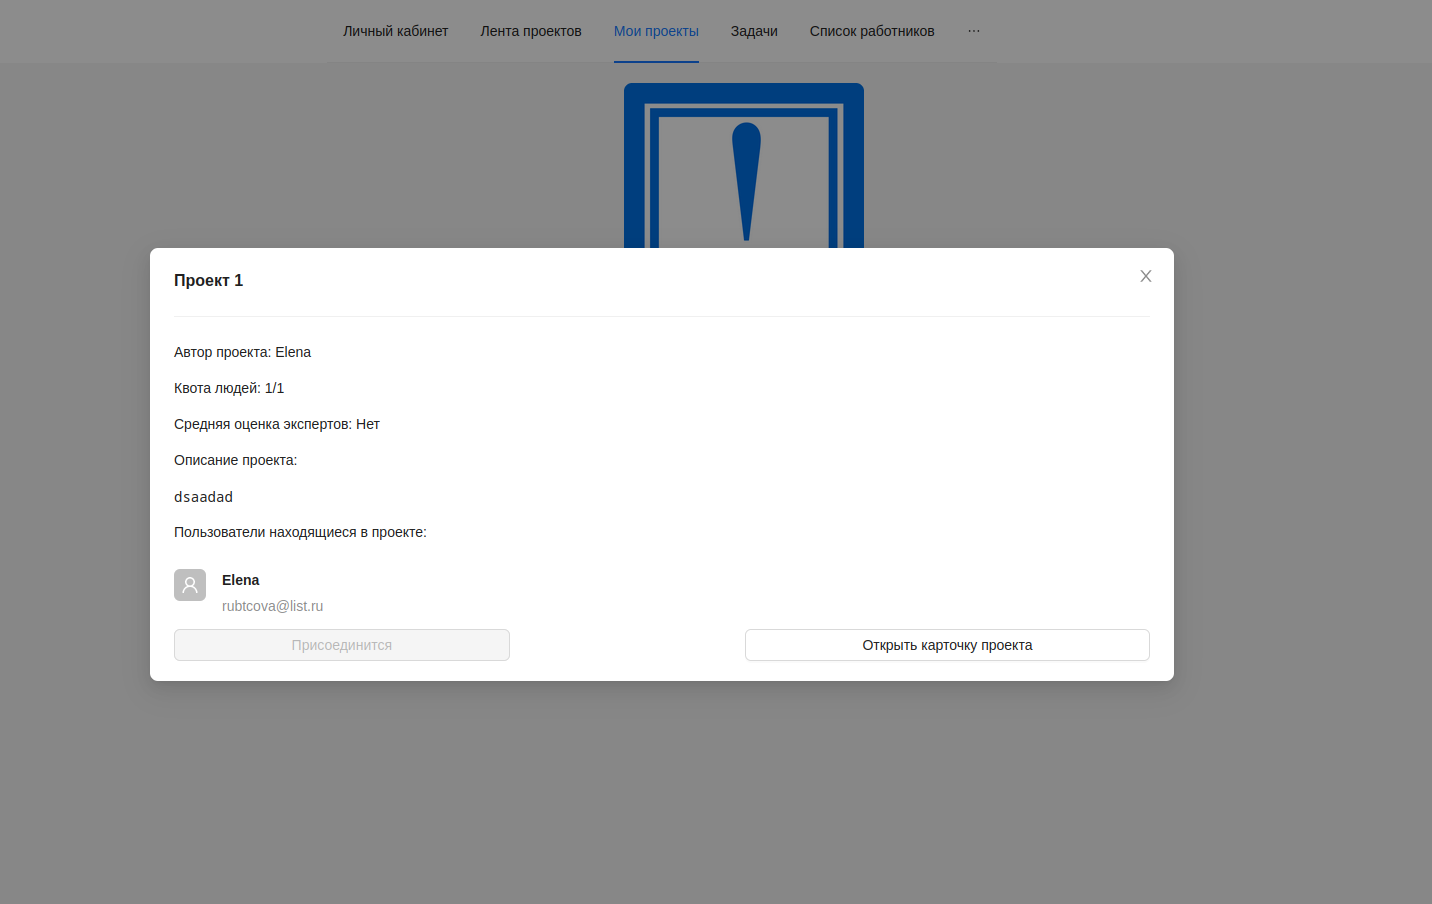 Личный кабинет Лента проектов Мои проекты Задачи Список работников ···
Проект 1
Автор проекта: Elena
Квота людей: 1/1
Средняя оценка экспертов: Нет
Описание проекта:
dsaadad
Пользователи находящиеся в проекте:
Elena
rubtcova@list.ru
Присоединится Открыть карточку проекта